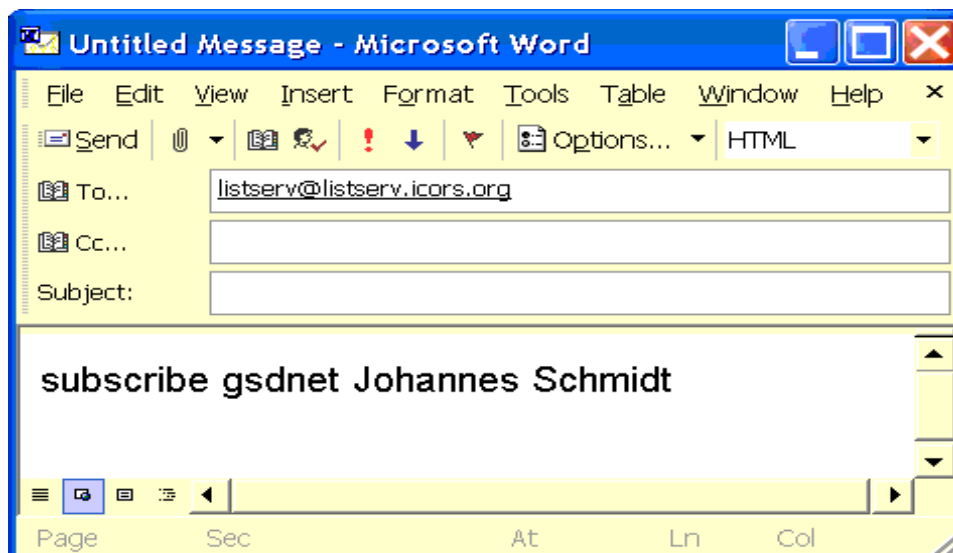 Untitled Message - Microsoft Word
File Edit View Insert Format Tools Table Window Help
Send Options... HTML
To... listserv@listserv.icors.org
Cc...
Subject:
subscribe gsdnet Johannes Schmidt
Page Sec At Ln Col